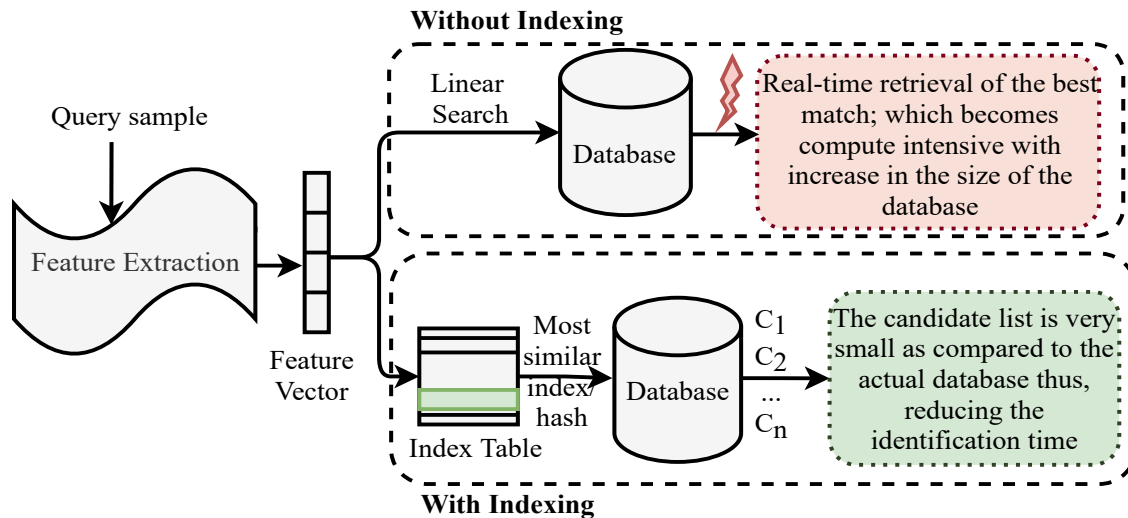 Without Indexing
Query sample
Feature Extraction
Feature
Vector
Linear
Search
Database
Real-time retrieval of the best
match; which becomes
compute intensive with
increase in the size of the
database
Index Table
Most
similar
index/
hash
Database
C1
C2
...
Cn
The candidate list is very
small as compared to the
actual database thus,
reducing the
identification time
With Indexing